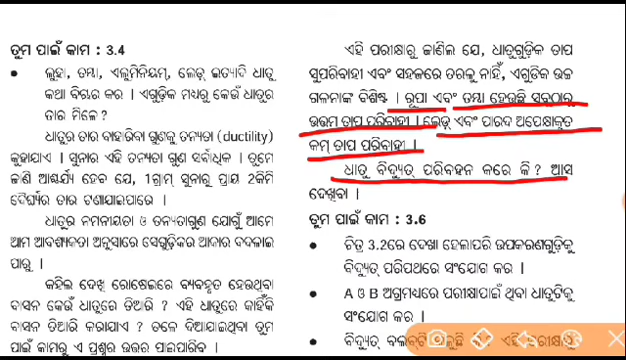 ତୁମ ପାଇଁ କାମ : 3.4
● ଲୁହା, ତମ୍ବା, ଏଲୁମିନିୟମ୍, ଲେଡ୍ ଇତ୍ୟାଦି ଧାତୁ
କଥା ବିଚାର କର । ଏଗୁଡ଼ିକ ମଧ୍ୟରୁ କେଉଁ ଧାତୁର
ତାର ମିଳେ ?
ଧାତୁର ତାର ବାହାରିବା ଗୁଣକୁ ତନ୍ୟତା (ductility)
କୁହାଯାଏ । ସୁନାର ଏହି ତନ୍ୟତା ଗୁଣ ସର୍ବାଧିକ । ତୁମେ
ଜାଣି ଆଶ୍ଚର୍ଯ୍ୟ ହେବ ଯେ, 1ଗ୍ରାମ୍ ସୁନାରୁ ପ୍ରାୟ 2କିମି
ଦୈର୍ଘ୍ୟର ତାର ଟଣାଯାଇପାରେ ।
ଧାତୁର ନମନୀୟତା ଓ ତନ୍ୟତାଗୁଣ ଯୋଗୁଁ ଆମେ
ଆମ ଆବଶ୍ୟକତା ଅନୁସାରେ ସେଗୁଡ଼ିକର ଆକାର ବଦଳାଇ
ପାରୁ ।
କହିଲ ଦେଖି ରୋଷେଇରେ ବ୍ୟବହୃତ ହେଉଥିବା
ବାସନ କେଉଁ ଧାତୁରେ ତିଆରି ? ଏହି ଧାତୁରେ କାହିଁକି
ବାସନ ତିଆରି କରାଯାଏ ? ତଳେ ଦିଆଯାଇଥିବା ତୁମ
ପାଇଁ କାମରୁ ଏ ପ୍ରଶ୍ନର ଉତ୍ତର ପାଇପାରିବ ।
ଏହି ପରୀକ୍ଷାରୁ ଜାଣିଲ ଯେ, ଧାତୁଗୁଡ଼ିକ ତାପ
ସୁପରିବାହୀ ଏବଂ ସହଜରେ ତରଳୁ ନାହିଁ, ଏଗୁଡ଼ିକ ଉଚ୍ଚ
ଗଳନାଙ୍କ ବିଶିଷ୍ଟ । ରୂପା ଏବଂ ତମ୍ବା ହେଉଛି ସବୁଠାରୁ
ଉତ୍ତମ ତାପ ପରିବାହୀ । ଲେଡ୍ ଏବଂ ପାରଦ ଅପେକ୍ଷାକୃତ
କମ୍ ତାପ ପରିବାହୀ ।
ଧାତୁ ବିଦ୍ୟୁତ୍ ପରିବହନ କରେ କି ? ଆସ
ଦେଖିବା ।
ତୁମ ପାଇଁ କାମ : 3.6
● ଚିତ୍ର 3.2ରେ ଦେଖା ହେଲାପରି ଉପକରଣଗୁଡ଼ିକୁ
ବିଦ୍ୟୁତ୍ ପରିପଥରେ ସଂଯୋଗ କର ।
● A ଓ B ଅଗ୍ରମଧ୍ୟରେ ପରୀକ୍ଷାପାଇଁ ଥିବା ଧାତୁଟିକୁ
ସଂଯୋଗ କର ।
● ବିଦ୍ୟୁତ୍